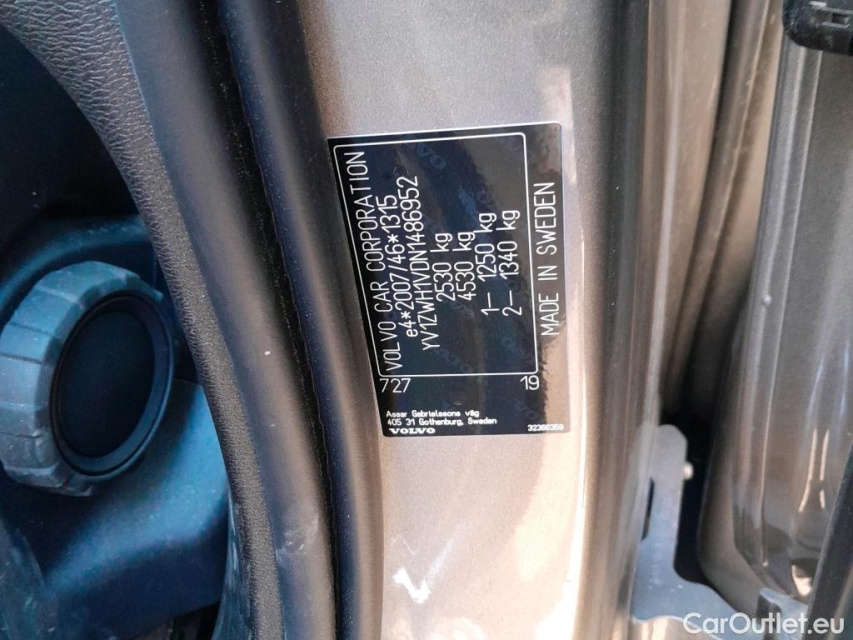 VOLVO CAR CORPORATION
e4*2007/46*1315
YV1ZWH1VDN1486952
2530 kg
4530 kg
1– 1250 kg
2– 1340 kg
MADE IN SWEDEN
727 19
Assar Gabrielssons väg
405 31 Gothenburg, Sweden
VOLVO
CarOutlet.eu